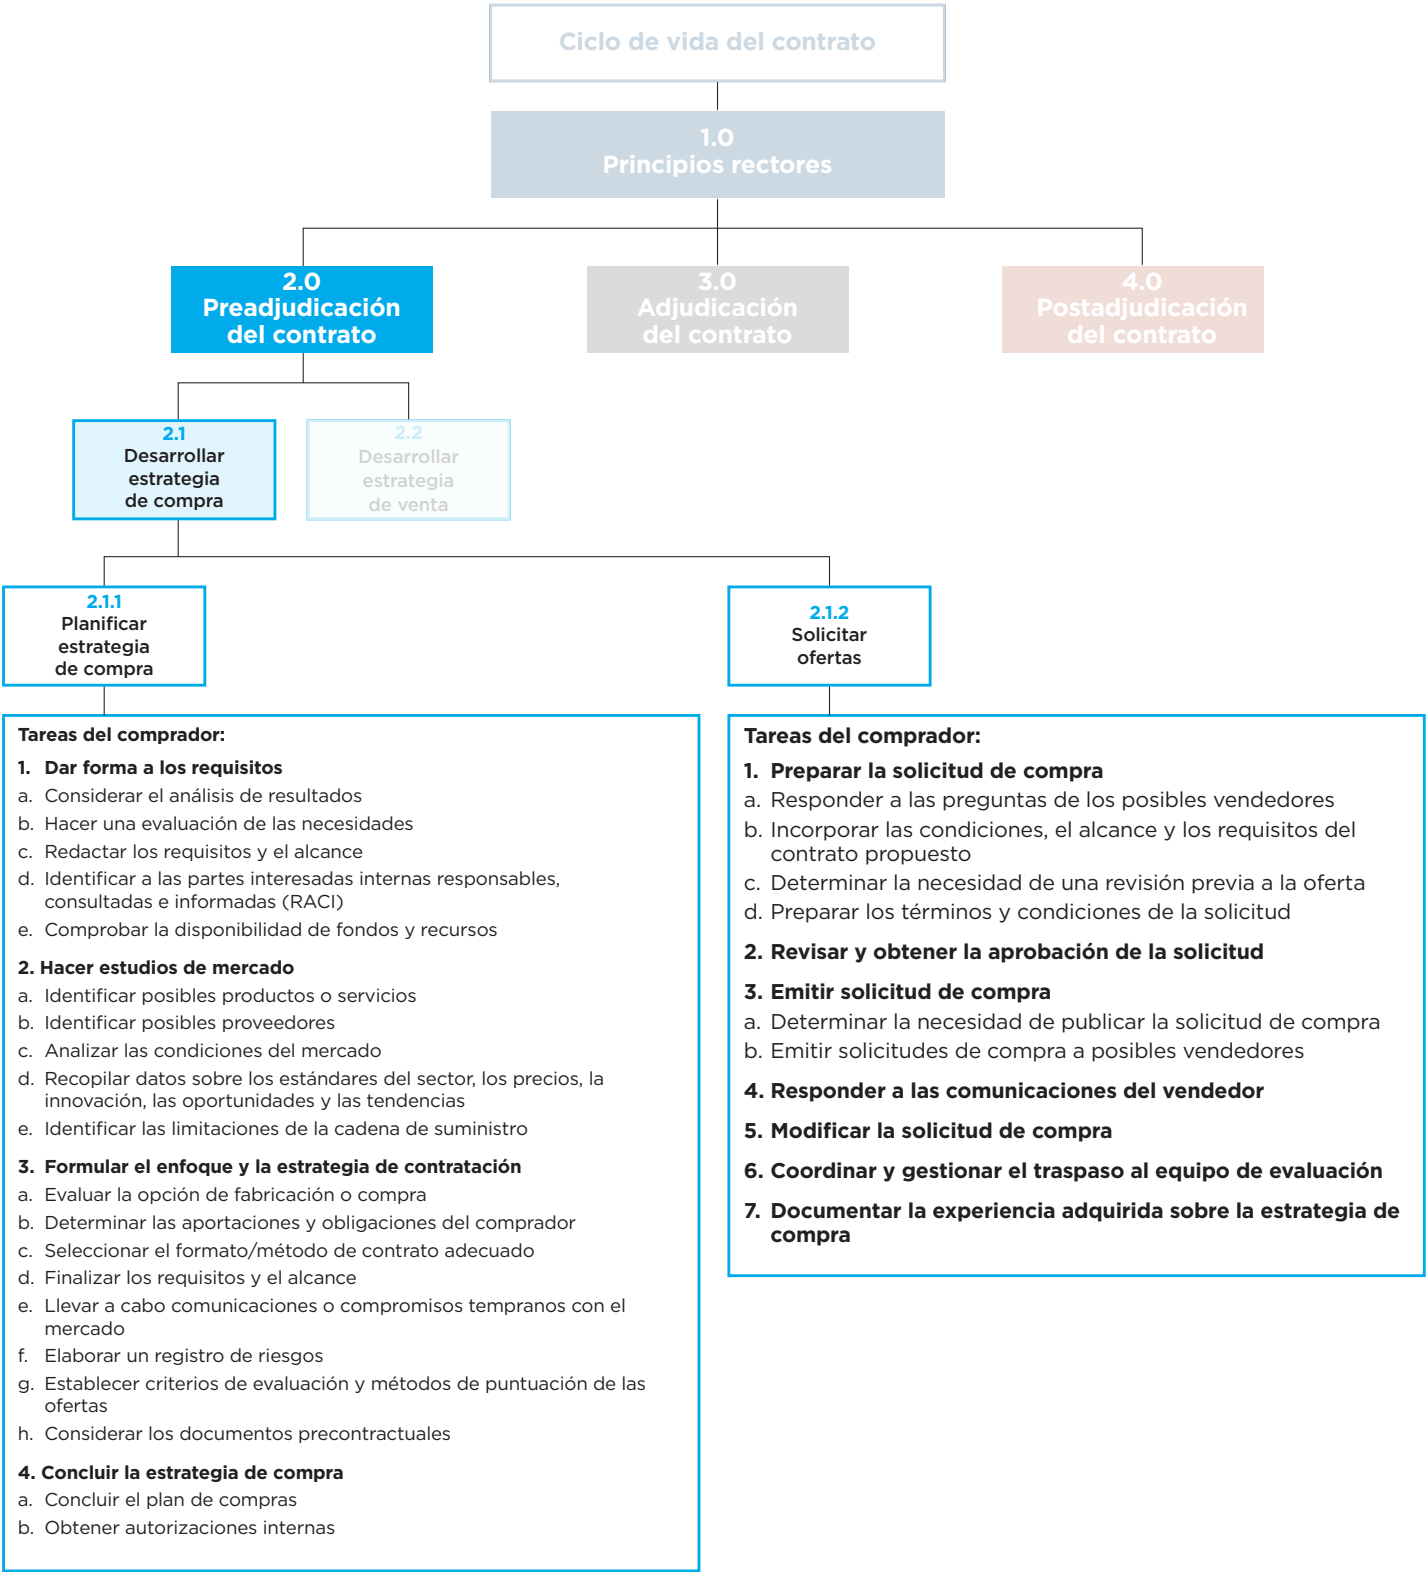 Ciclo de vida del contrato
1.0
Principios rectores
2.0
Preadjudicación
del contrato
3.0
Adjudicación
del contrato
4.0
Postadjudicación
del contrato
2.1
Desarrollar
estrategia
de compra
2.2
Desarrollar
estrategia
de venta
2.1.1
Planificar
estrategia
de compra
2.1.2
Solicitar
ofertas
Tareas del comprador:
1. Dar forma a los requisitos
a. Considerar el análisis de resultados
b. Hacer una evaluación de las necesidades
c. Redactar los requisitos y el alcance
d. Identificar a las partes interesadas internas responsables,
consultadas e informadas (RACI)
e. Comprobar la disponibilidad de fondos y recursos
2. Hacer estudios de mercado
a. Identificar posibles productos o servicios
b. Identificar posibles proveedores
c. Analizar las condiciones del mercado
d. Recopilar datos sobre los estándares del sector, los precios, la
innovación, las oportunidades y las tendencias
e. Identificar las limitaciones de la cadena de suministro
3. Formular el enfoque y la estrategia de contratación
a. Evaluar la opción de fabricación o compra
b. Determinar las aportaciones y obligaciones del comprador
c. Seleccionar el formato/método de contrato adecuado
d. Finalizar los requisitos y el alcance
e. Llevar a cabo comunicaciones o compromisos tempranos con el
mercado
f. Elaborar un registro de riesgos
g. Establecer criterios de evaluación y métodos de puntuación de las
ofertas
h. Considerar los documentos precontractuales
4. Concluir la estrategia de compra
a. Concluir el plan de compras
b. Obtener autorizaciones internas
Tareas del comprador:
1. Preparar la solicitud de compra
a. Responder a las preguntas de los posibles vendedores
b. Incorporar las condiciones, el alcance y los requisitos del
contrato propuesto
c. Determinar la necesidad de una revisión previa a la oferta
d. Preparar los términos y condiciones de la solicitud
2. Revisar y obtener la aprobación de la solicitud
3. Emitir solicitud de compra
a. Determinar la necesidad de publicar la solicitud de compra
b. Emitir solicitudes de compra a posibles vendedores
4. Responder a las comunicaciones del vendedor
5. Modificar la solicitud de compra
6. Coordinar y gestionar el traspaso al equipo de evaluación
7. Documentar la experiencia adquirida sobre la estrategia de
compra